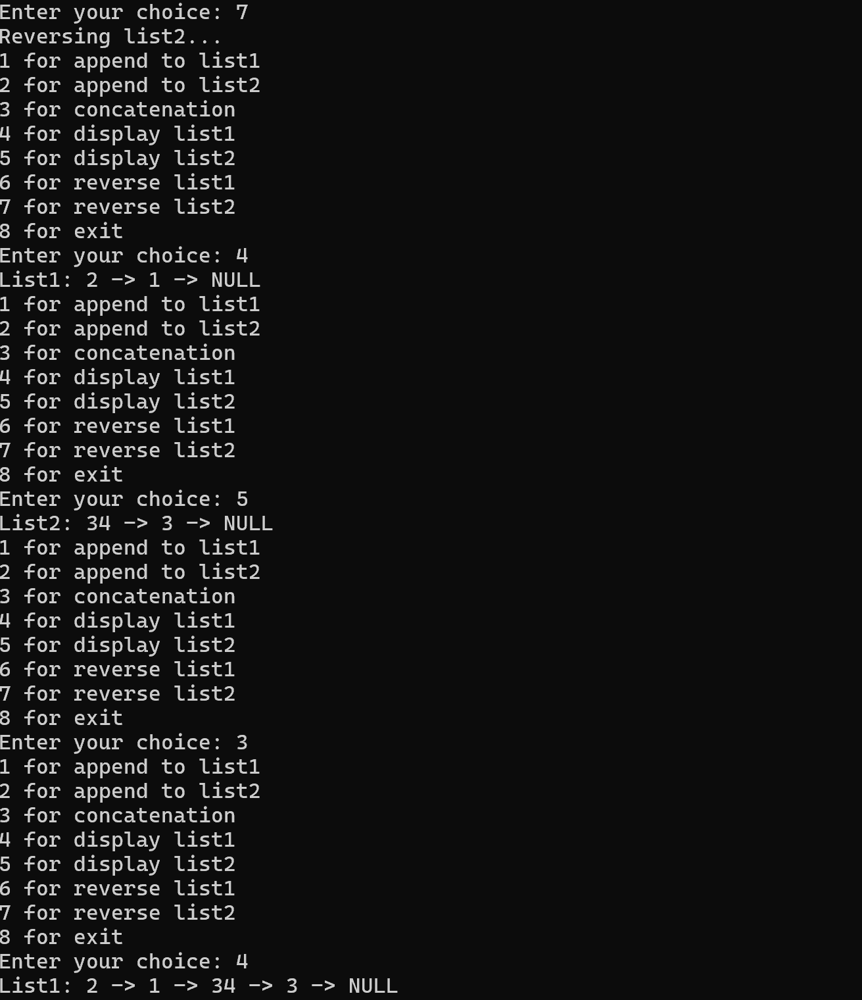 Enter your choice: 7
Reversing list2...
1 for append to list1
2 for append to list2
3 for concatenation
4 for display list1
5 for display list2
6 for reverse list1
7 for reverse list2
8 for exit
Enter your choice: 4
List1: 2 -> 1 -> NULL
1 for append to list1
2 for append to list2
3 for concatenation
4 for display list1
5 for display list2
6 for reverse list1
7 for reverse list2
8 for exit
Enter your choice: 5
List2: 34 -> 3 -> NULL
1 for append to list1
2 for append to list2
3 for concatenation
4 for display list1
5 for display list2
6 for reverse list1
7 for reverse list2
8 for exit
Enter your choice: 3
1 for append to list1
2 for append to list2
3 for concatenation
4 for display list1
5 for display list2
6 for reverse list1
7 for reverse list2
8 for exit
Enter your choice: 4
List1: 2 -> 1 -> 34 -> 3 -> NULL